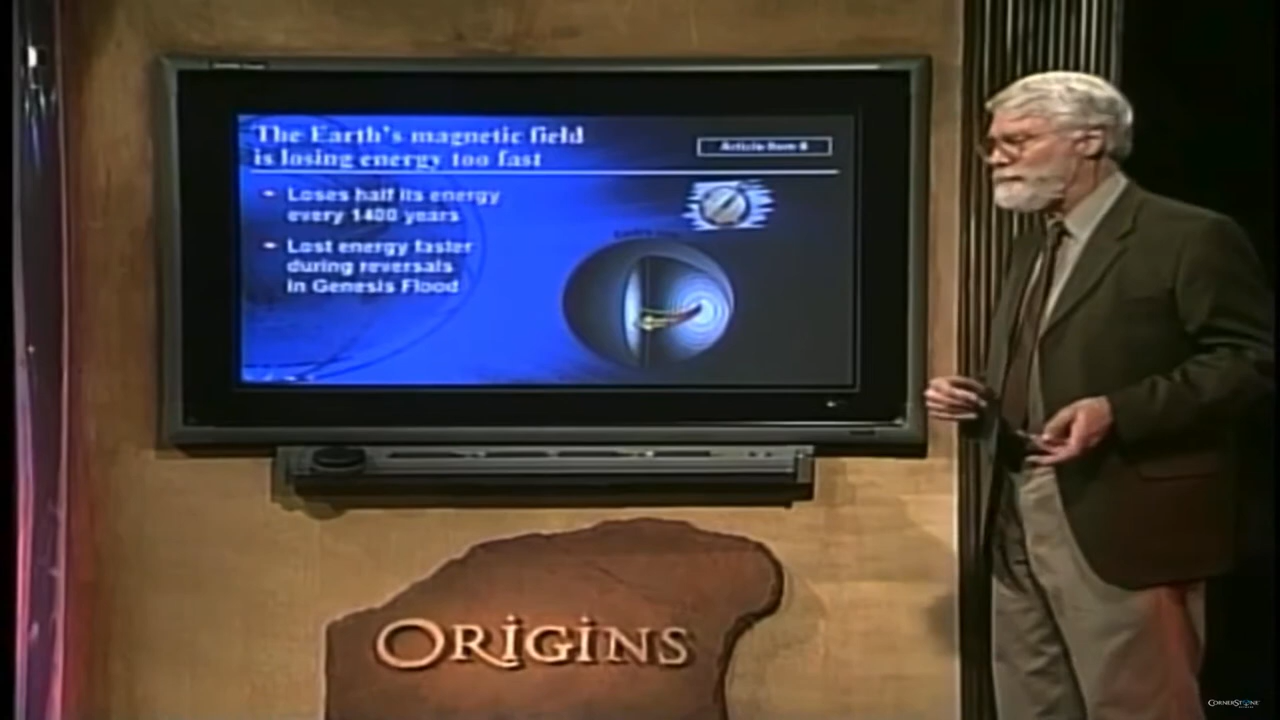 The Earth's magnetic field
is losing energy too fast
Article Item 6
Loses half its energy
every 1400 years
Lost energy faster
during reversals
in Genesis Flood
ORiGiNS
CORNERSTONE